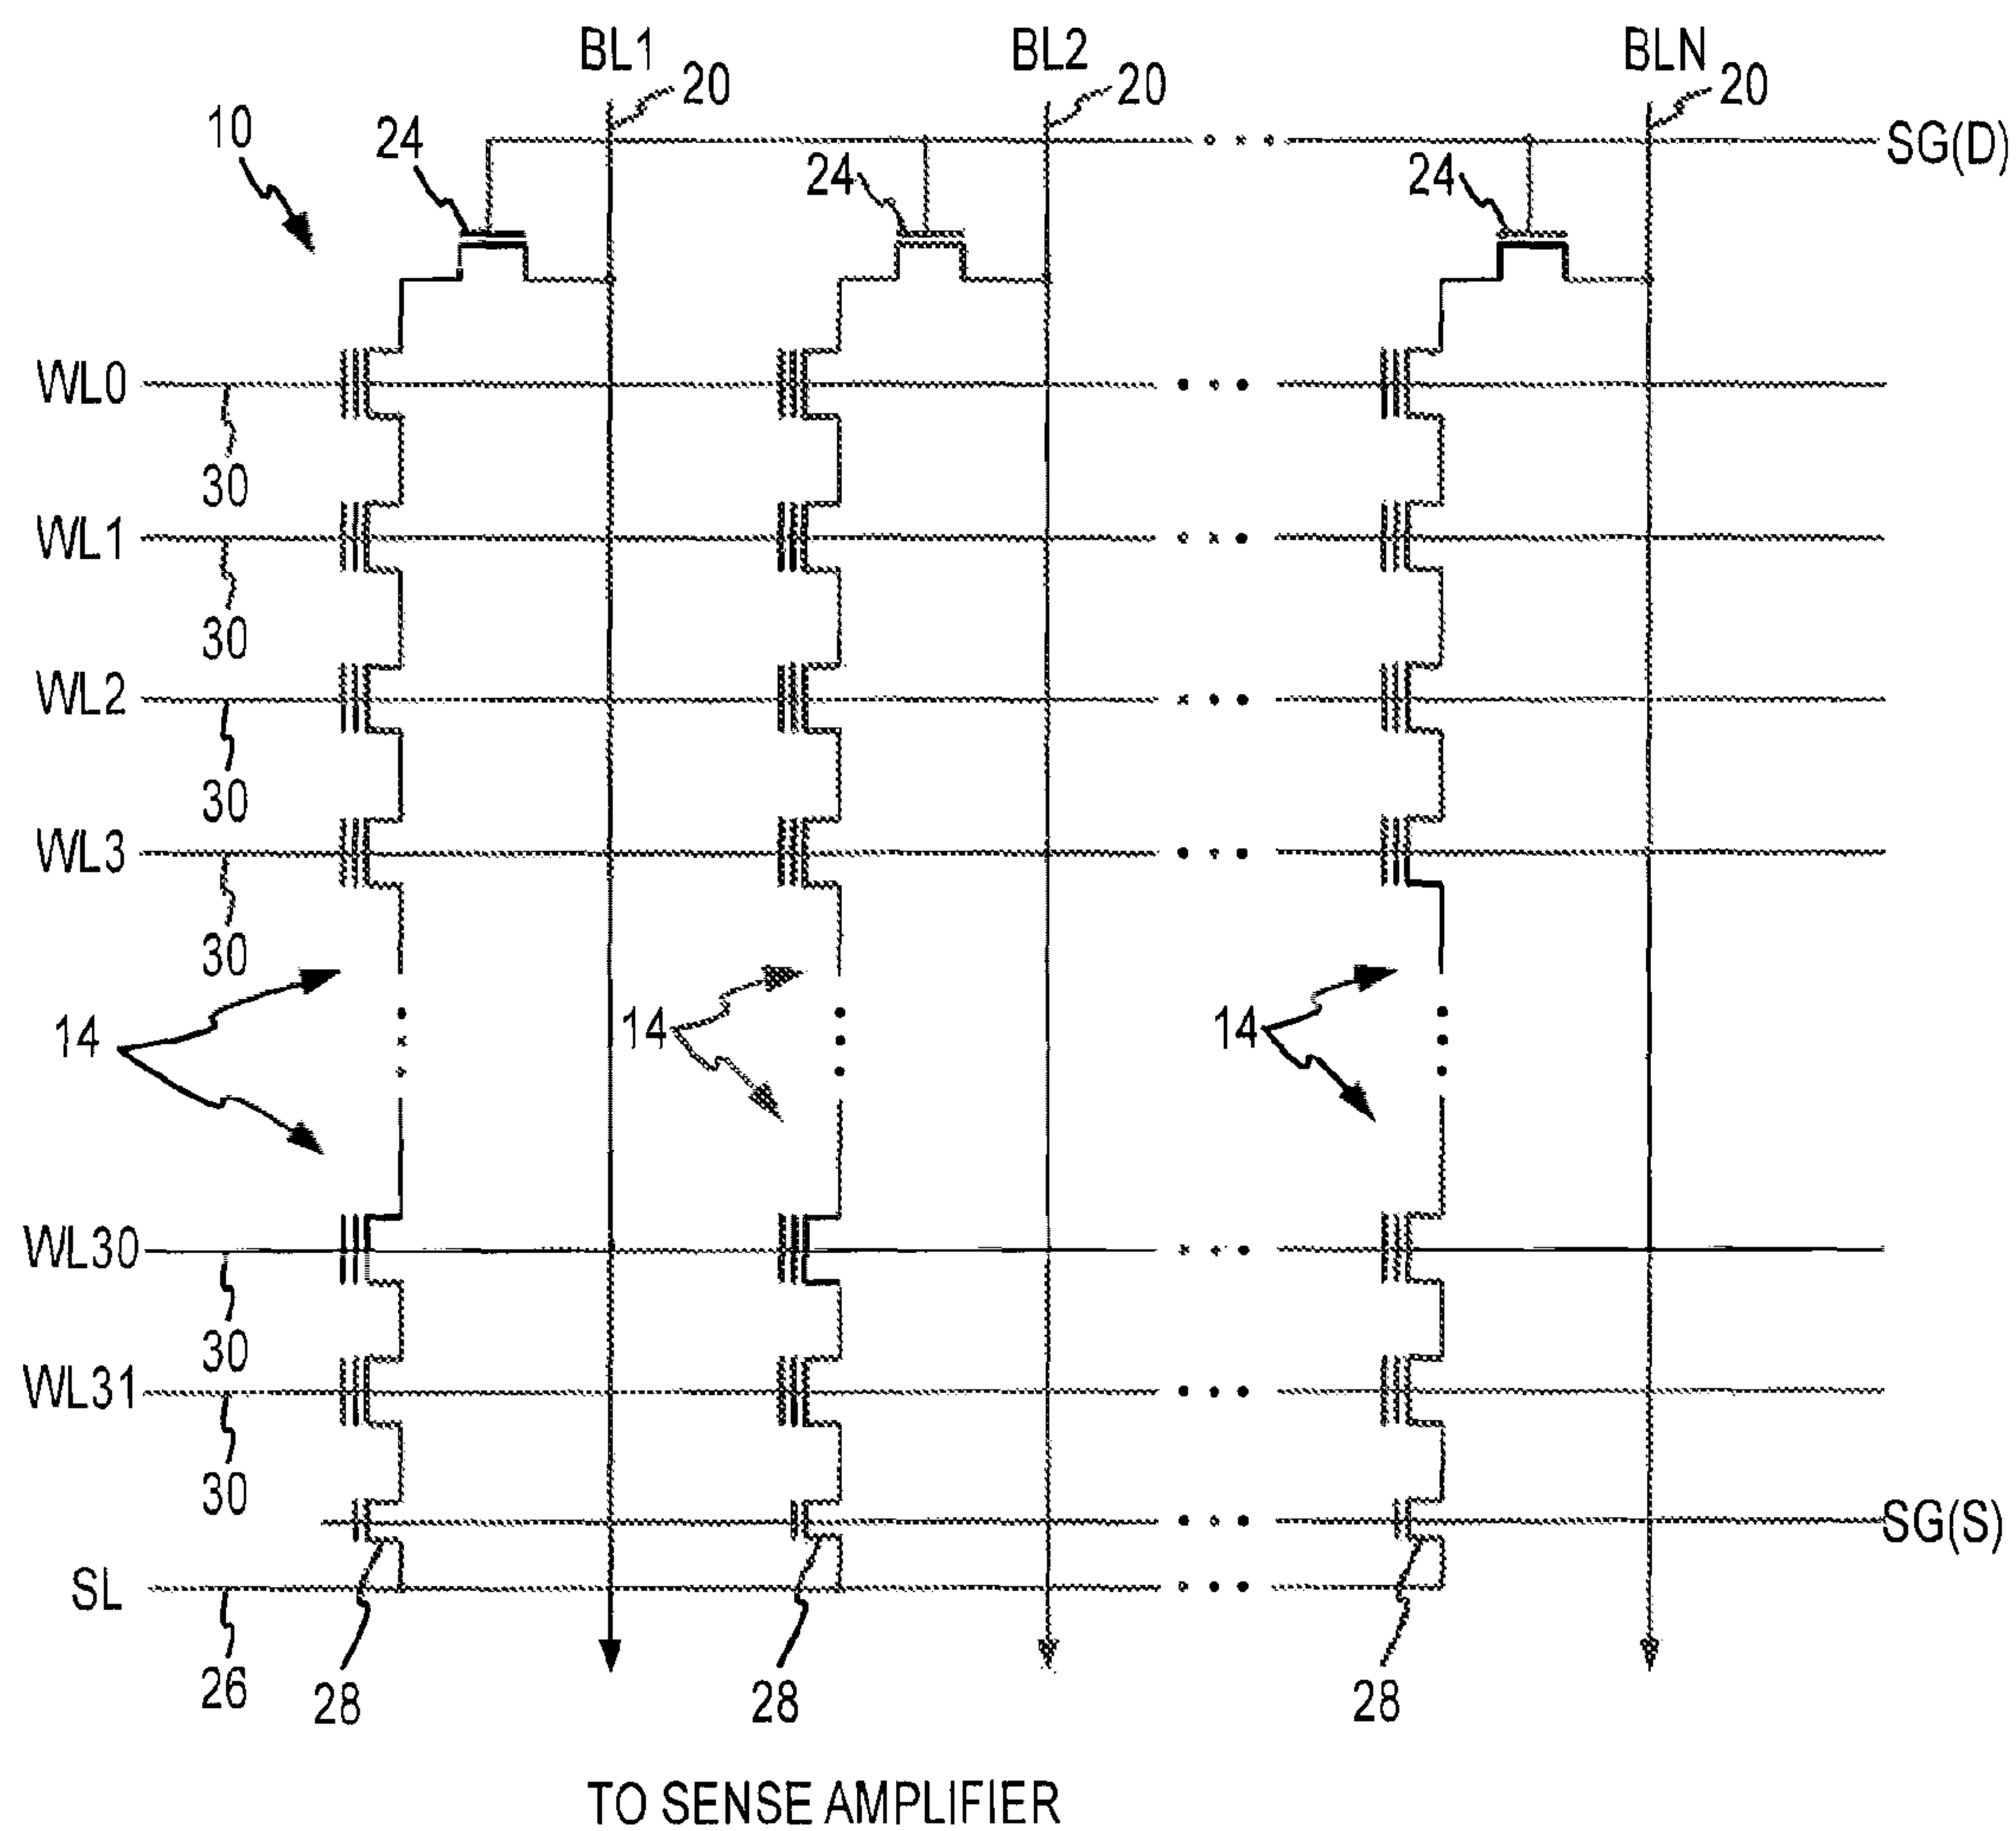 BL1 BL2 BLN
20 20 20
10 24 24 24 SG(D)
WL0
30
WL1
30
WL2
30
WL3
30
14 14 14
WL30
30
WL31
30
SG(S)
SL
26 28 28 28
TO SENSE AMPLIFIER